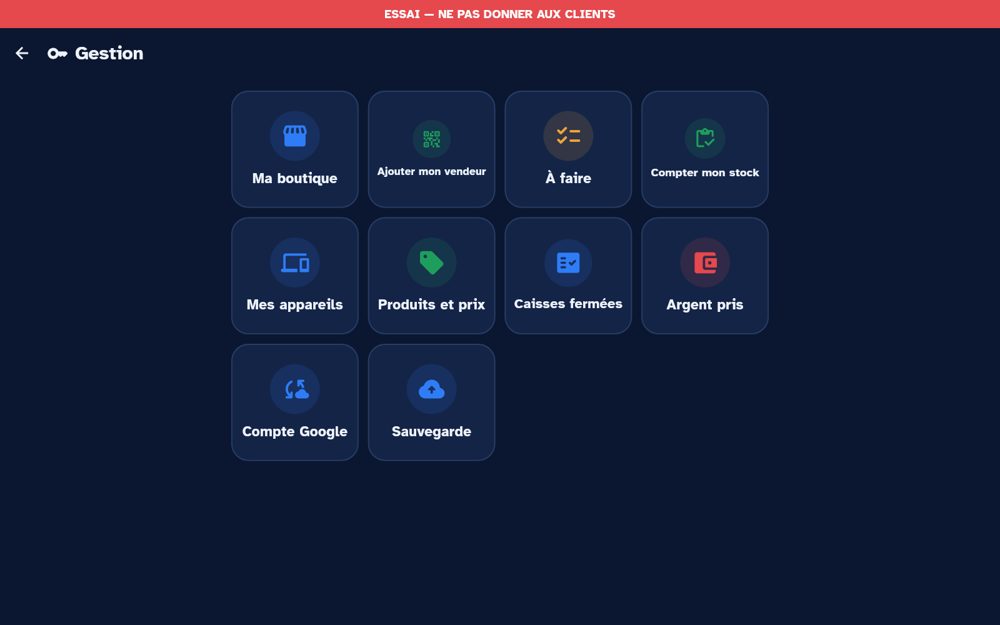 ESSAI — NE PAS DONNER AUX CLIENTS
Gestion
Ma boutique
Ajouter mon vendeur
À faire
Compter mon stock
Mes appareils
Produits et prix
Caisses fermées
Argent pris
Compte Google
Sauvegarde